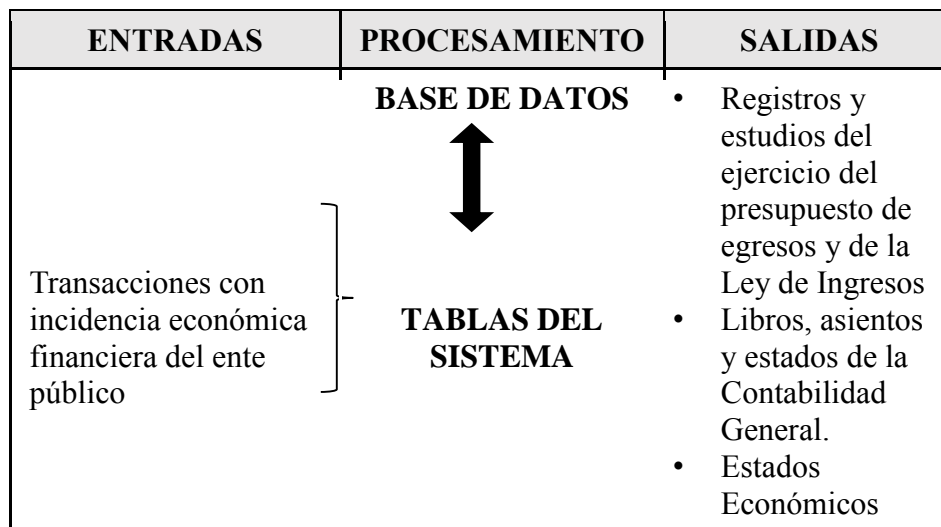 ENTRADAS
PROCESAMIENTO
SALIDAS
Transacciones con
incidencia económica
financiera del ente
público
BASE DE DATOS
TABLAS DEL
SISTEMA
• Registros y
estudios del
ejercicio del
presupuesto de
egresos y de la
Ley de Ingresos
• Libros, asientos
y estados de la
Contabilidad
General.
• Estados
Económicos